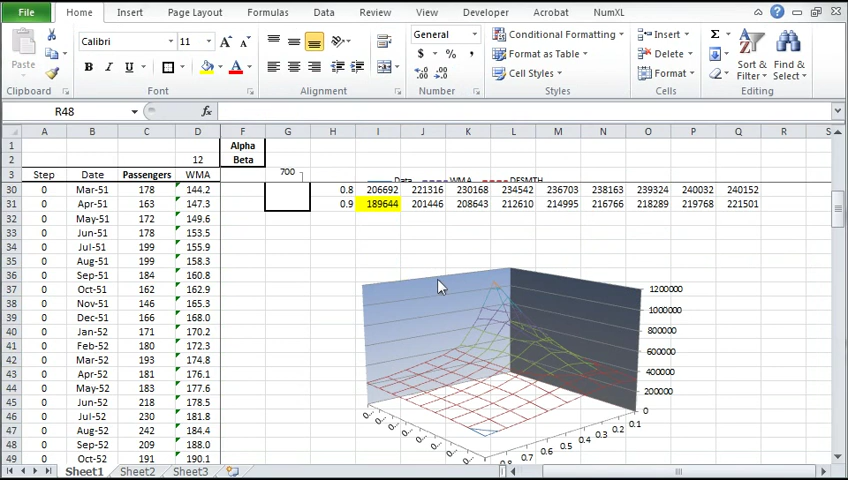 File Home Insert Page Layout Formulas Data Review View Developer Acrobat NumXL
Calibri 11 General Conditional Formatting Insert Σ
Paste Format as Table Delete Sort & Filter Find & Select
B I U A $ % , Cell Styles Format
Clipboard Font Alignment Number Styles Cells Editing
R48 fx
A B C D F G H I J K L M N O P Q R S
1 Alpha
2 12 Beta
3 Step Date Passengers WMA 700 Data WMA DESMTH
30 0 Mar-51 178 144.2 0.8 206692 221316 230168 234542 236703 238163 239324 240032 240152
31 0 Apr-51 163 147.3 0.9 189644 201446 208643 212610 214995 216766 218289 219768 221501
32 0 May-51 172 149.6
33 0 Jun-51 178 153.5
34 0 Jul-51 199 155.9
35 0 Aug-51 199 158.3
36 0 Sep-51 184 160.8
37 0 Oct-51 162 162.9 1200000
38 0 Nov-51 146 165.3 1000000
39 0 Dec-51 166 168.0 800000
40 0 Jan-52 171 170.2
41 0 Feb-52 180 172.3 600000
42 0 Mar-52 193 174.8 400000
43 0 Apr-52 183 176.1
44 0 May-52 183 177.6 200000
45 0 Jun-52 218 178.5 0
46 0 Jul-52 230 181.8 0.1
47 0 Aug-52 242 184.4 0.5 0.4 0.3 0.2
48 0 Sep-52 209 188.0 0.7 0.6
49 0 Oct-52 191 190.1 0.8
Sheet1 Sheet2 Sheet3